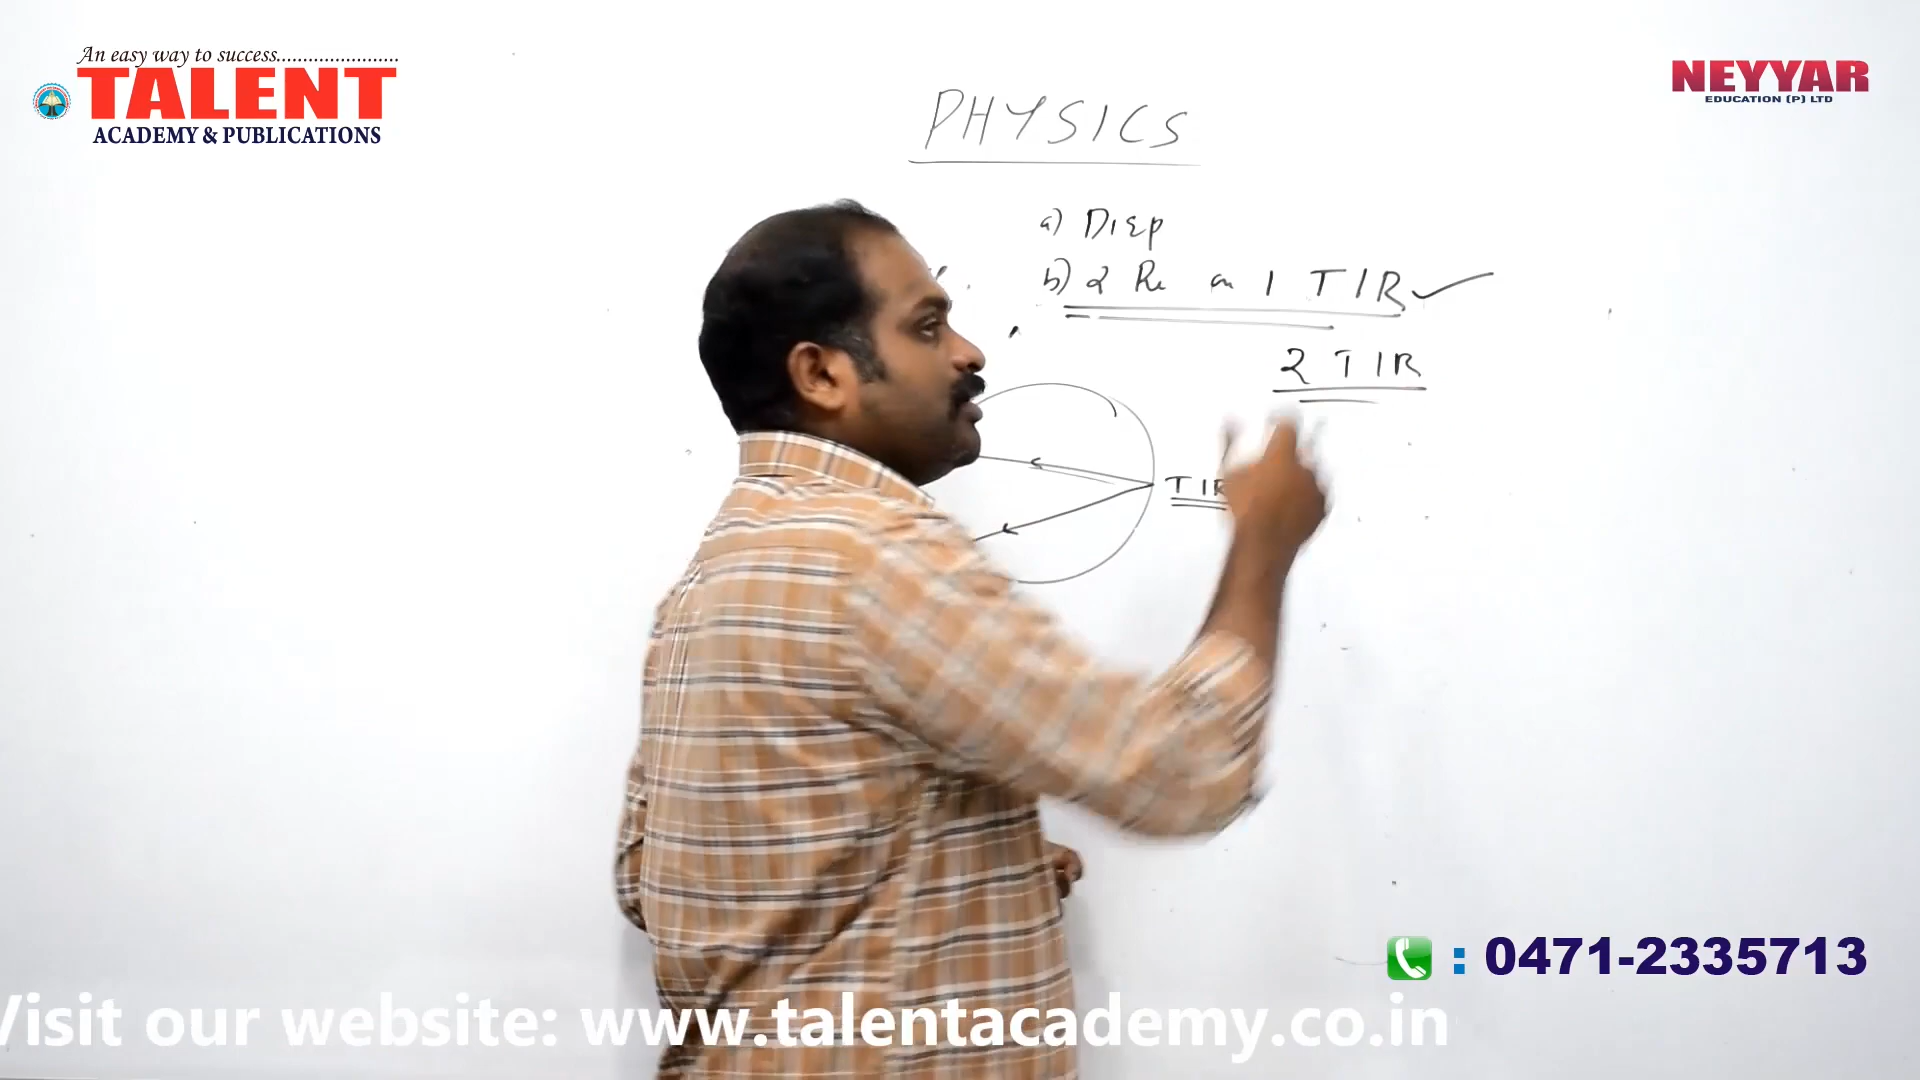 An easy way to success.......................
TALENT
ACADEMY & PUBLICATIONS
NEYYAR
EDUCATION (P) LTD
PHYSICS
a) Disp
b) 2 Re an 1 TIR
2 TIR
TIR
: 0471-2335713
Visit our website: www.talentacademy.co.in